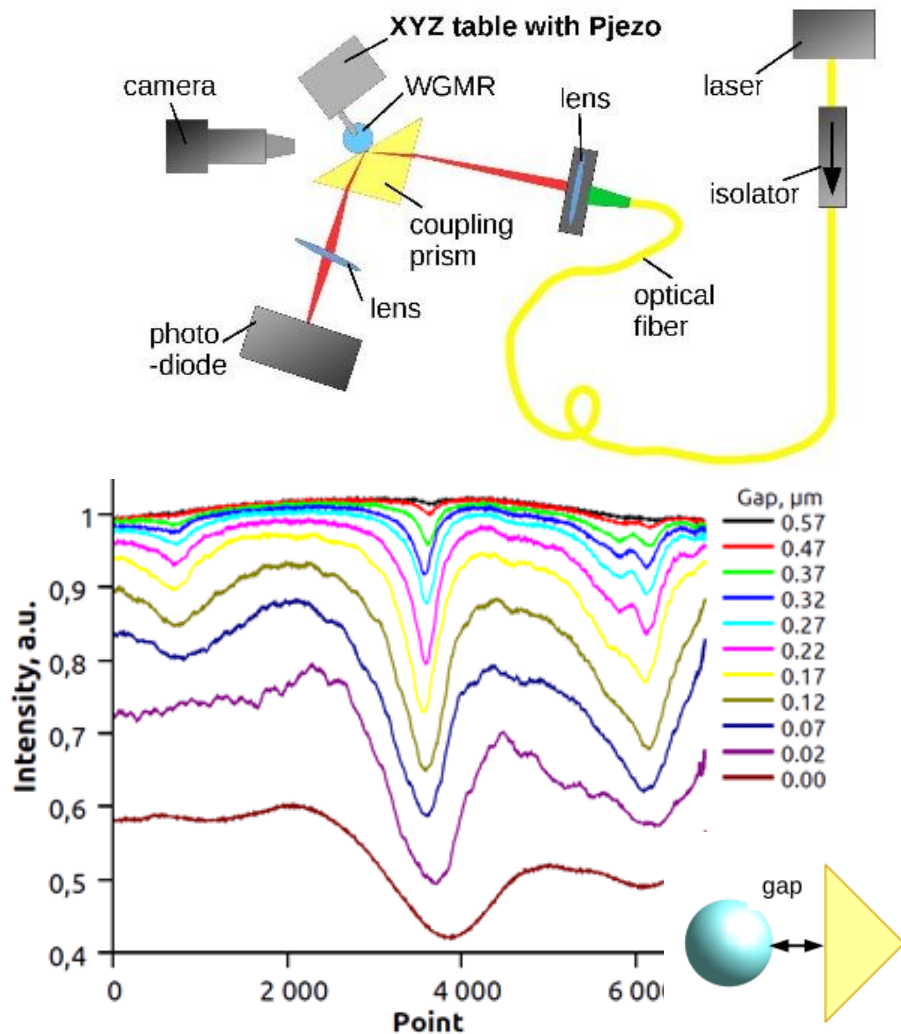 XYZ table with Pjezo
WGMR
camera
lens
laser
isolator
coupling
prism
lens
optical
fiber
photo
-diode
Gap, µm
0.57
0.47
0.37
0.32
0.27
0.22
0.17
0.12
0.07
0.02
0.00
Intensity, a.u.
1
0,9
0,8
0,7
0,6
0,5
0,4
0
2 000
4 000
6 000
Point
gap